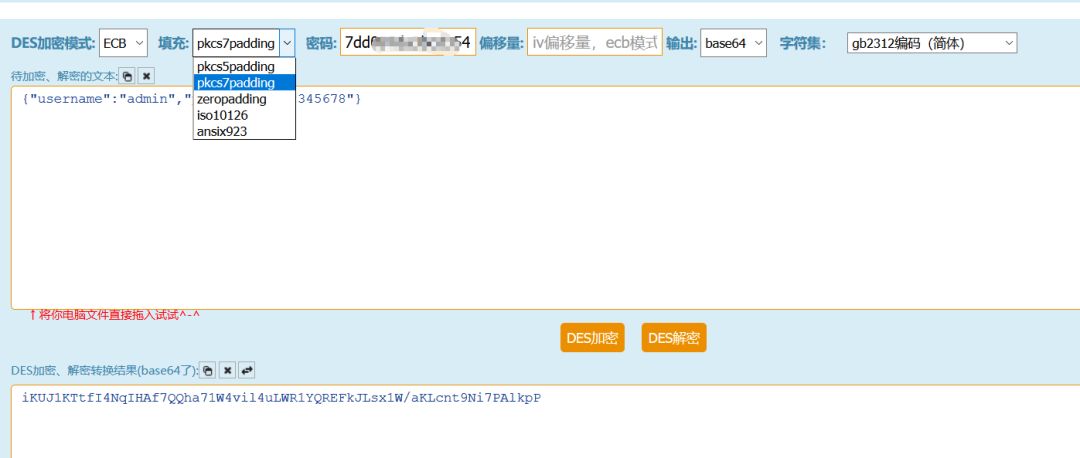 DES加密模式: ECB 填充: pkcs7padding 密码: 偏移量: iv偏移量，ecb模式 输出: base64 字符集: gb2312编码（简体）
pkcs5padding
pkcs7padding
zeropadding
iso10126
ansix923
待加密、解密的文本:
{"username":"admin"," 345678"}
↑将你电脑文件直接拖入试试^-^
DES加密 DES解密
DES加密、解密转换结果(base64了):
iKUJ1KTtfI4NqIHAf7QQha71W4vil4uLWR1YQREFkJLsx1W/aKLcnt9Ni7PAlkpP